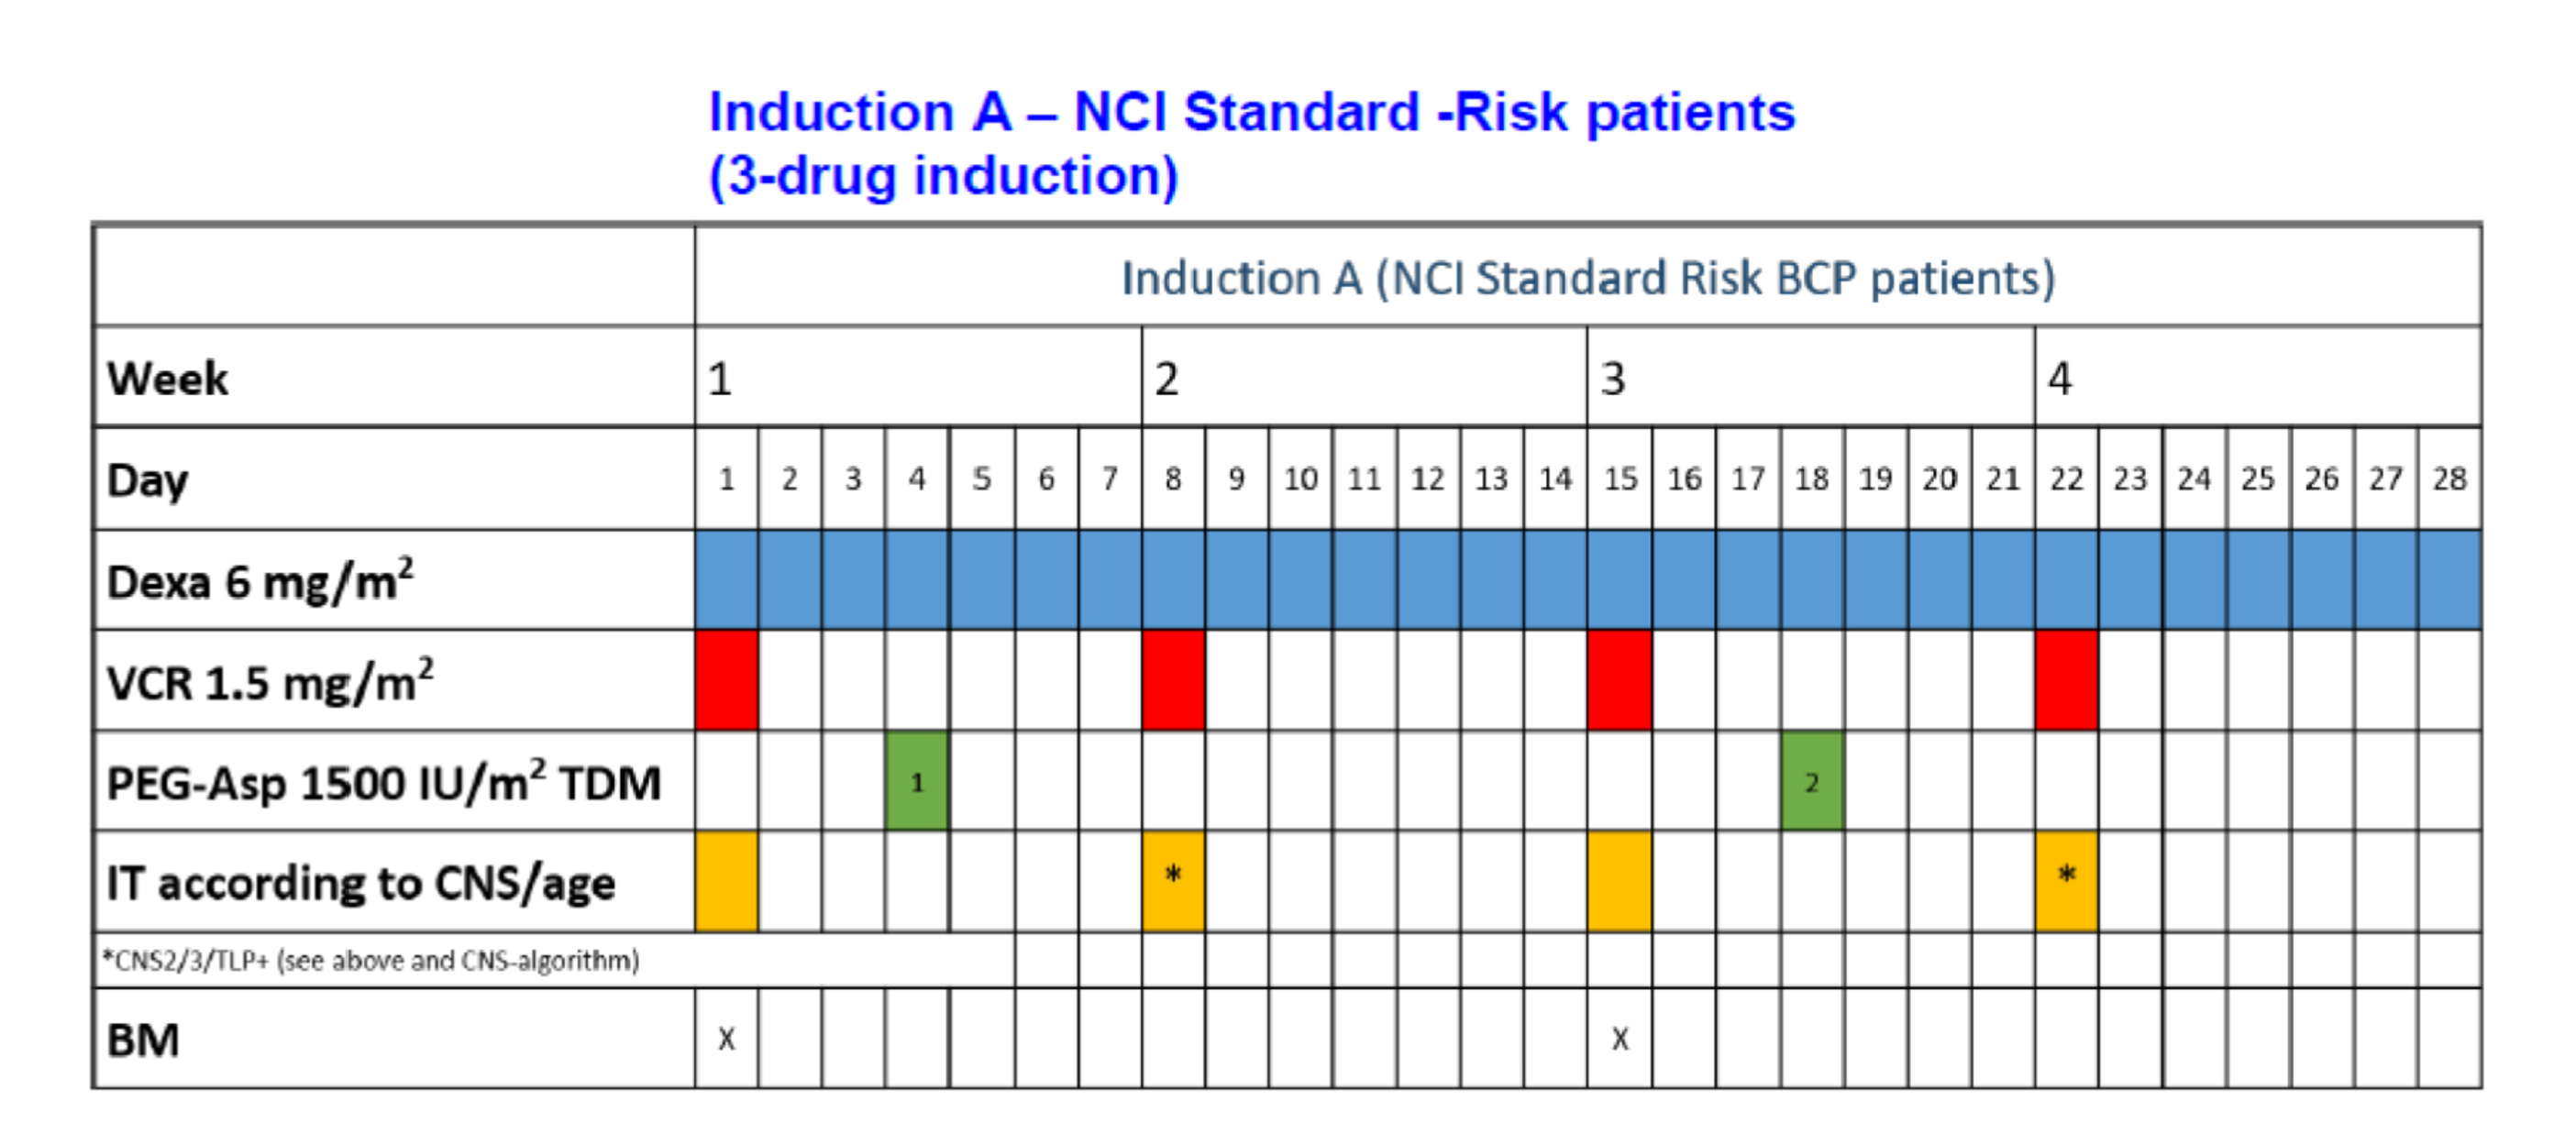 Induction A – NCI Standard -Risk patients
(3-drug induction)
Induction A (NCI Standard Risk BCP patients)
Week 1 2 3 4
Day 1 2 3 4 5 6 7 8 9 10 11 12 13 14 15 16 17 18 19 20 21 22 23 24 25 26 27 28
Dexa 6 mg/m²
VCR 1.5 mg/m²
PEG-Asp 1500 IU/m² TDM 1 2
IT according to CNS/age * *
*CNS2/3/TLP+ (see above and CNS-algorithm)
BM X X